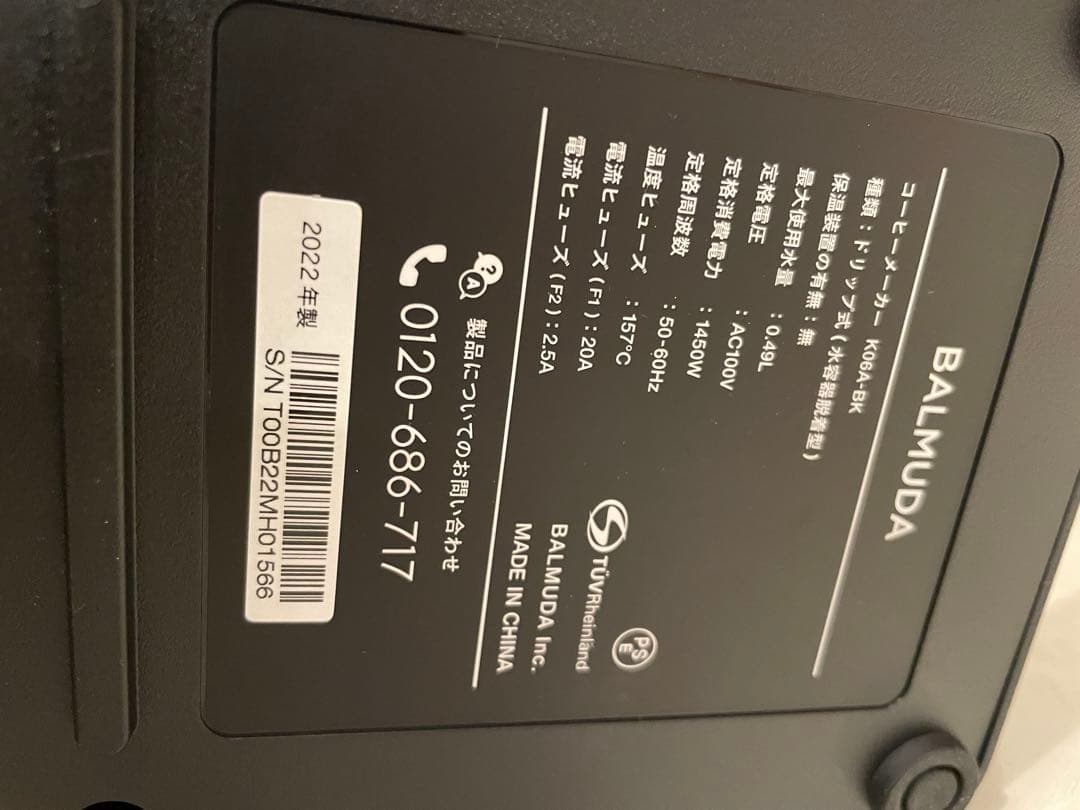 BALMUDA
コーヒーメーカー K06A-BK
種類：ドリップ式（水容器脱着型）
保温装置の有無：無
最大使用水量 ：0.49L
定格電圧 ：AC100V
定格消費電力 ：1450W
定格周波数 ：50-60Hz
温度ヒューズ ：157℃
電流ヒューズ（F1）：20A
電流ヒューズ（F2）：2.5A
PSE
TÜVRheinland
BALMUDA Inc.
MADE IN CHINA
? A 製品についてのお問い合わせ
0120-686-717
2022 年製
S/N T00B22MH01566